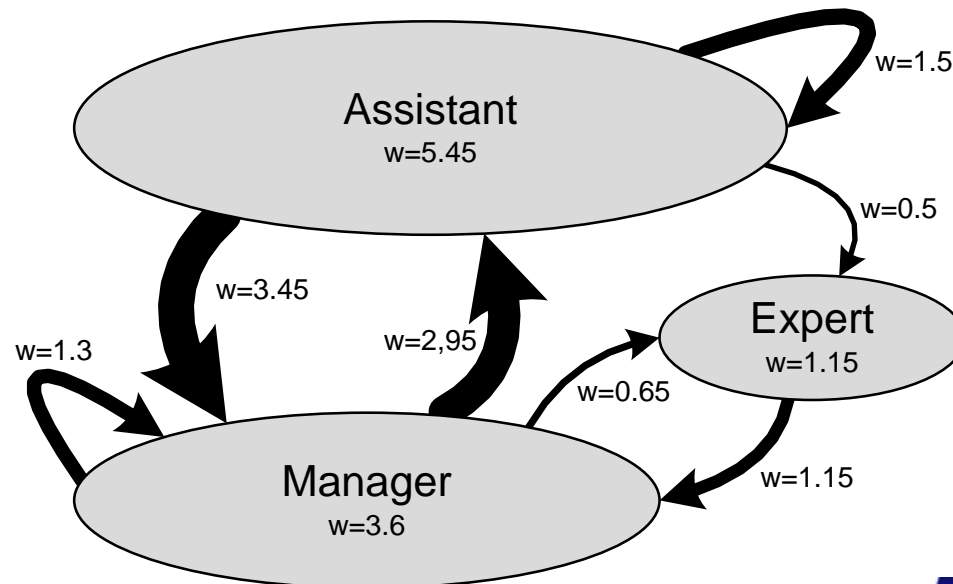 Assistant
w=5.45
w=1.5
w=0.5
w=3.45
w=2,95
Expert
w=1.15
w=1.3
w=0.65
w=1.15
Manager
w=3.6